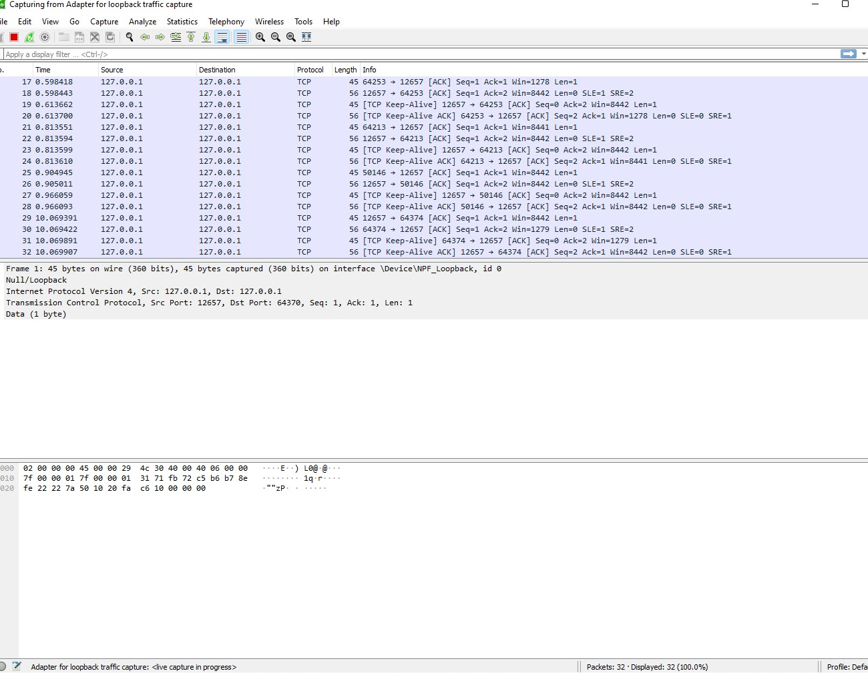 Capturing from Adapter for loopback traffic capture
Edit View Go Capture Analyze Statistics Telephony Wireless Tools Help
Apply a display filter ... <Ctrl-/>
Time Source Destination Protocol Length Info
17 0.598418 127.0.0.1 127.0.0.1 TCP 45 64253 → 12657 [ACK] Seq=1 Ack=1 Win=1278 Len=1
18 0.598443 127.0.0.1 127.0.0.1 TCP 56 12657 → 64253 [ACK] Seq=1 Ack=2 Win=8442 Len=0 SLE=1 SRE=2
19 0.613662 127.0.0.1 127.0.0.1 TCP 45 [TCP Keep-Alive] 12657 → 64253 [ACK] Seq=0 Ack=2 Win=8442 Len=1
20 0.613700 127.0.0.1 127.0.0.1 TCP 56 [TCP Keep-Alive ACK] 64253 → 12657 [ACK] Seq=2 Ack=1 Win=1278 Len=0 SLE=0 SRE=1
21 0.813551 127.0.0.1 127.0.0.1 TCP 45 64213 → 12657 [ACK] Seq=1 Ack=1 Win=8441 Len=1
22 0.813594 127.0.0.1 127.0.0.1 TCP 56 12657 → 64213 [ACK] Seq=1 Ack=2 Win=8442 Len=0 SLE=1 SRE=2
23 0.813599 127.0.0.1 127.0.0.1 TCP 45 [TCP Keep-Alive] 12657 → 64213 [ACK] Seq=0 Ack=2 Win=8442 Len=1
24 0.813610 127.0.0.1 127.0.0.1 TCP 56 [TCP Keep-Alive ACK] 64213 → 12657 [ACK] Seq=2 Ack=1 Win=8441 Len=0 SLE=0 SRE=1
25 0.904945 127.0.0.1 127.0.0.1 TCP 45 50146 → 12657 [ACK] Seq=1 Ack=1 Win=8442 Len=1
26 0.905011 127.0.0.1 127.0.0.1 TCP 56 12657 → 50146 [ACK] Seq=1 Ack=2 Win=8442 Len=0 SLE=1 SRE=2
27 0.966059 127.0.0.1 127.0.0.1 TCP 45 [TCP Keep-Alive] 12657 → 50146 [ACK] Seq=0 Ack=2 Win=8442 Len=1
28 0.966093 127.0.0.1 127.0.0.1 TCP 56 [TCP Keep-Alive ACK] 50146 → 12657 [ACK] Seq=2 Ack=1 Win=8442 Len=0 SLE=0 SRE=1
29 10.069391 127.0.0.1 127.0.0.1 TCP 45 12657 → 64374 [ACK] Seq=1 Ack=1 Win=8442 Len=1
30 10.069422 127.0.0.1 127.0.0.1 TCP 56 64374 → 12657 [ACK] Seq=1 Ack=2 Win=1279 Len=0 SLE=1 SRE=2
31 10.069891 127.0.0.1 127.0.0.1 TCP 45 [TCP Keep-Alive] 64374 → 12657 [ACK] Seq=0 Ack=2 Win=1279 Len=1
32 10.069907 127.0.0.1 127.0.0.1 TCP 56 [TCP Keep-Alive ACK] 12657 → 64374 [ACK] Seq=2 Ack=1 Win=8442 Len=0 SLE=0 SRE=1
Frame 1: 45 bytes on wire (360 bits), 45 bytes captured (360 bits) on interface \Device\NPF_Loopback, id 0
Null/Loopback
Internet Protocol Version 4, Src: 127.0.0.1, Dst: 127.0.0.1
Transmission Control Protocol, Src Port: 12657, Dst Port: 64370, Seq: 1, Ack: 1, Len: 1
Data (1 byte)
000 02 00 00 00 45 00 00 29 4c 30 40 00 40 06 00 00 ····E··) L0@·@···
010 7f 00 00 01 7f 00 00 01 31 71 fb 72 c5 b6 b7 8e ········ 1q·r····
020 fe 22 22 7a 50 10 20 fa c6 10 00 00 00 ·""zP· · ·····
Adapter for loopback traffic capture: <live capture in progress>
Packets: 32 · Displayed: 32 (100.0%)
Profile: